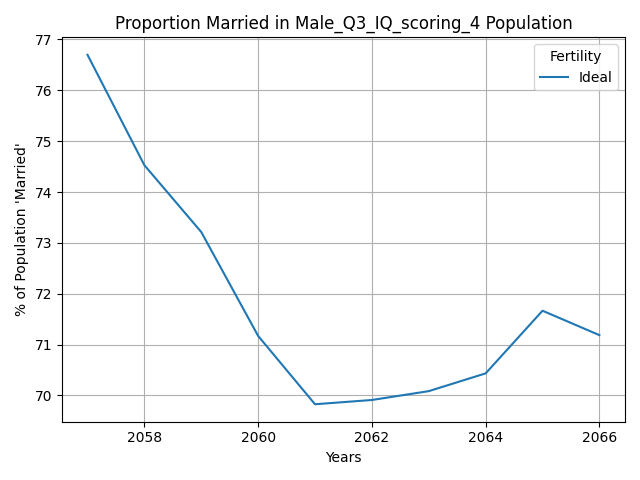 Proportion Married in Male_Q3_IQ_scoring_4 Population
Fertility
Ideal
% of Population 'Married'
77
76
75
74
73
72
71
70
2058 2060 2062 2064 2066
Years